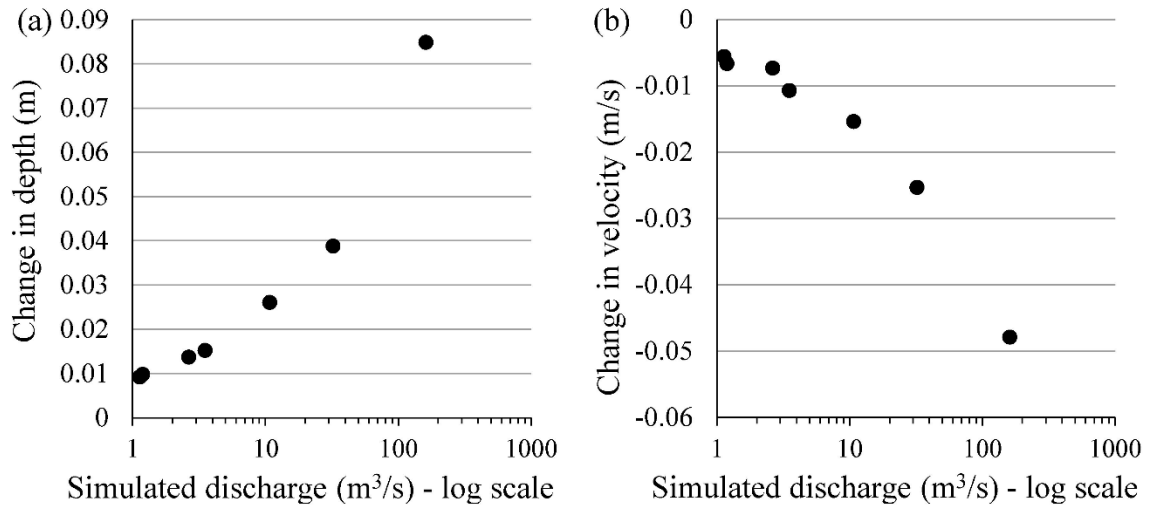 (a)
Change in depth (m)
0.09
0.08
0.07
0.06
0.05
0.04
0.03
0.02
0.01
0
1 10 100 1000
Simulated discharge (m³/s) - log scale
(b)
Change in velocity (m/s)
0
-0.01
-0.02
-0.03
-0.04
-0.05
-0.06
1 10 100 1000
Simulated discharge (m³/s) - log scale